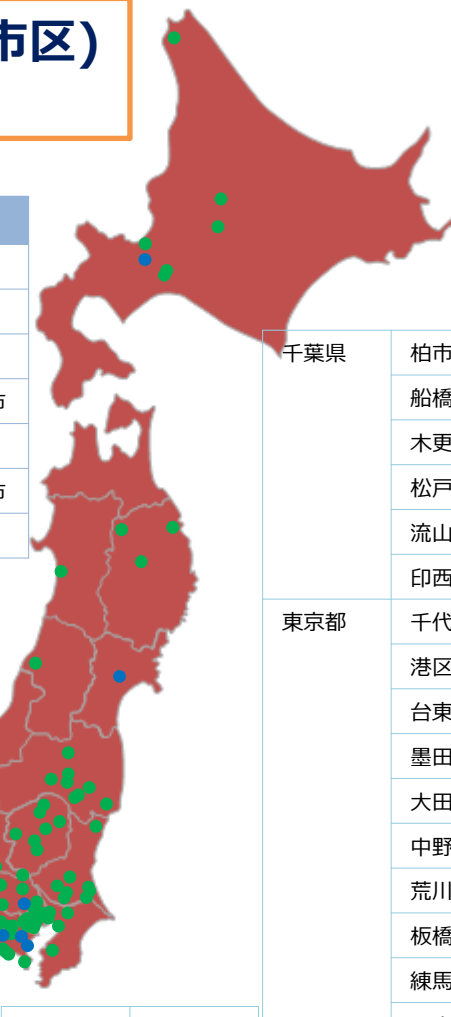 市区)
市
市
千葉県
柏市
船橋
木更
松戸
流山
印西
東京都
千代
港区
台東
墨田
大田
中野
荒川
板橋
練馬